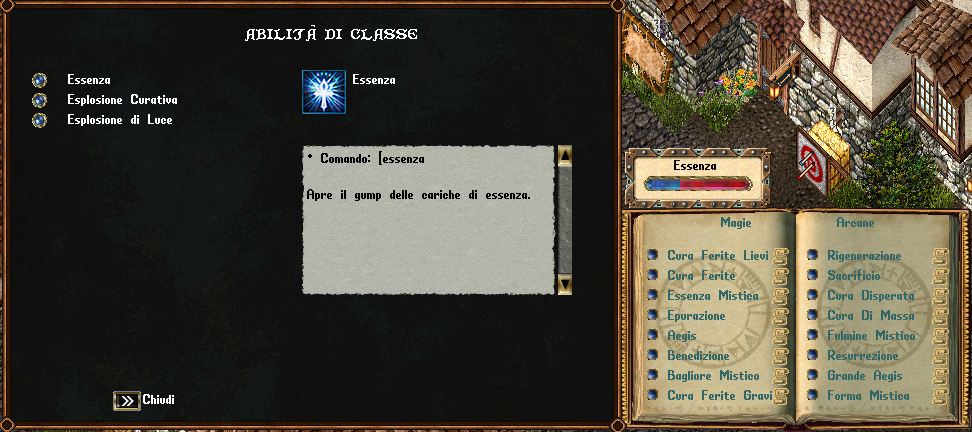 ABILITÀ DI CLASSE
Essenza
Esplosione Curativa
Esplosione di Luce
Essenza
• Comando: [essenza
Apre il gump delle cariche di essenza.
Chiudi
Essenza
Magie
Cura Ferite Lievi
Cura Ferite
Essenza Mistica
Epurazione
Aegis
Benedizione
Bagliore Mistico
Cura Ferite Gravi
Arcane
Rigenerazione
Sacrificio
Cura Disperata
Cura Di Massa
Fulmine Mistico
Resurrezione
Grande Aegis
Forma Mistica